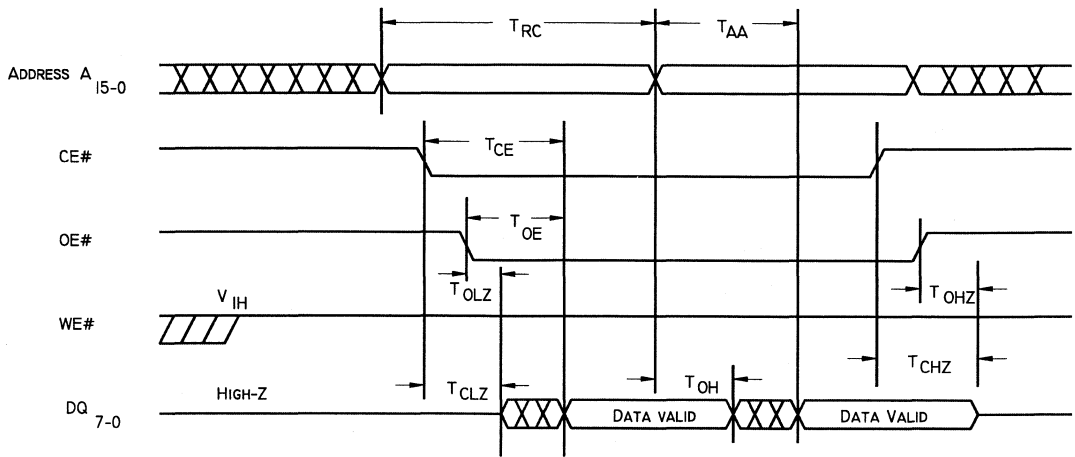 T RC
T AA
ADDRESS A 15-0
CE#
T CE
OE#
T OE
T OLZ
T OHZ
V IH
WE#
T CHZ
HIGH-Z
T CLZ
T OH
DQ 7-0
DATA VALID
DATA VALID